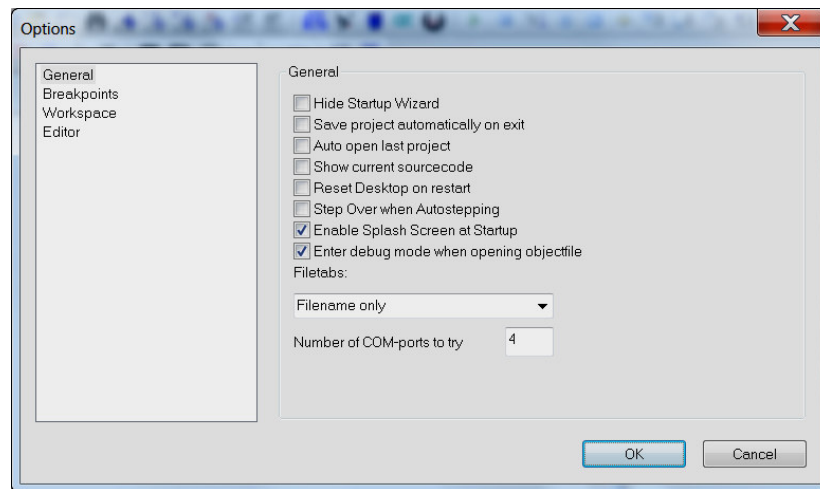 Options
General
Breakpoints
Workspace
Editor
General
Hide Startup Wizard
Save project automatically on exit
Auto open last project
Show current sourcecode
Reset Desktop on restart
Step Over when Autostepping
Enable Splash Screen at Startup
Enter debug mode when opening objectfile
Filetabs:
Filename only
Number of COM-ports to try 4
OK Cancel